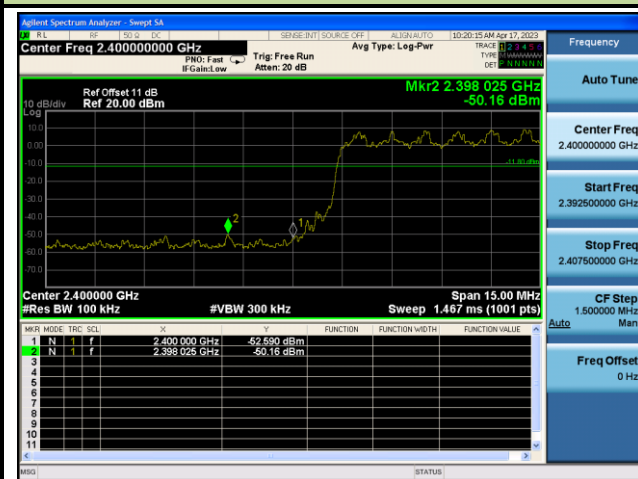 Agilent Spectrum Analyzer - Swept SA
RL RF 50 Ω DC SENSE:INT SOURCE OFF ALIGN AUTO 10:20:15 AM Apr 17, 2023
Center Freq 2.400000000 GHz
PNO: Fast
IFGain:Low
Trig: Free Run
Atten: 20 dB
Avg Type: Log-Pwr
TRACE 1 2 3 4 5 6
TYPE
DET P N N N N N
Ref Offset 11 dB
10 dB/div Ref 20.00 dBm
Log
Mkr2 2.398 025 GHz
-50.16 dBm
10.0
0.00
-10.0
-11.80 dBm
-20.0
-30.0
-40.0
-50.0
-60.0
-70.0
2
1
Center 2.400000 GHz Span 15.00 MHz
#Res BW 100 kHz #VBW 300 kHz Sweep 1.467 ms (1001 pts)
MKR MODE TRC SCL X Y FUNCTION FUNCTION WIDTH FUNCTION VALUE
1 N 1 f 2.400 000 GHz -52.590 dBm
2 N 1 f 2.398 025 GHz -50.16 dBm
3
4
5
6
7
8
9
10
11
MSG STATUS
Frequency
Auto Tune
Center Freq
2.400000000 GHz
Start Freq
2.392500000 GHz
Stop Freq
2.407500000 GHz
CF Step
1.500000 MHz
Auto Man
Freq Offset
0 Hz